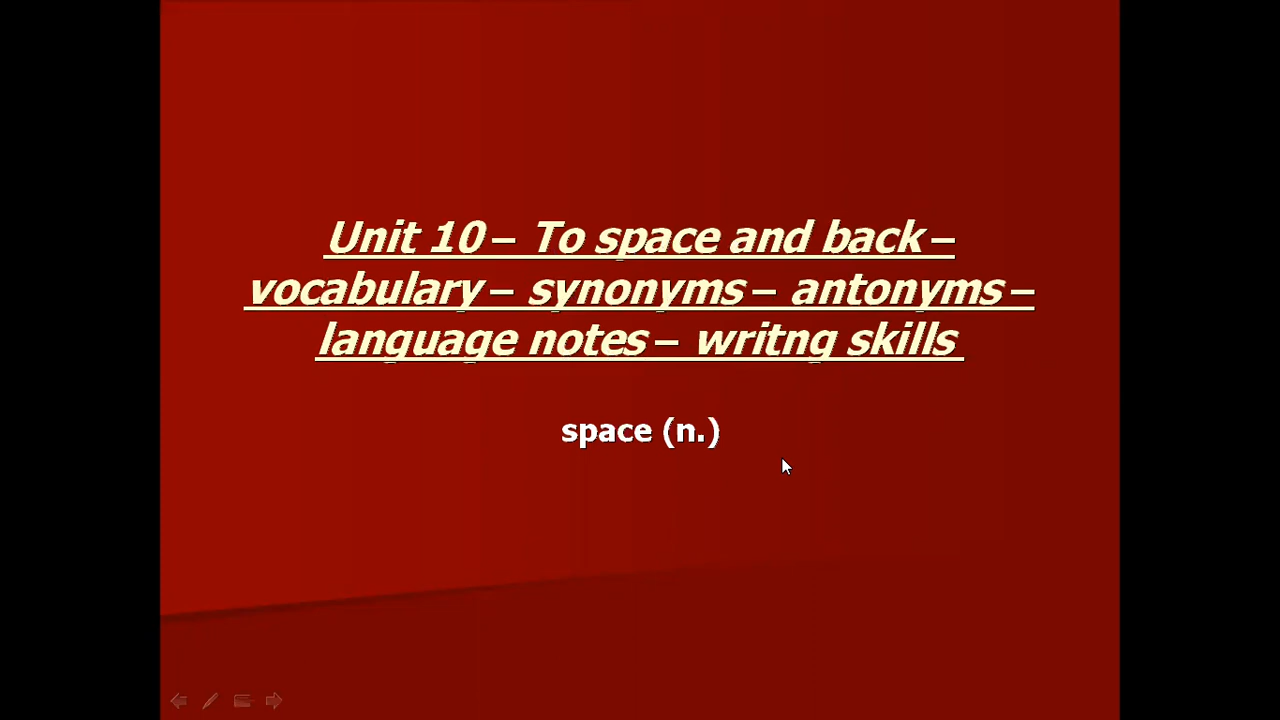 Unit 10 – To space and back –
vocabulary – synonyms – antonyms –
language notes – writng skills
space (n.)